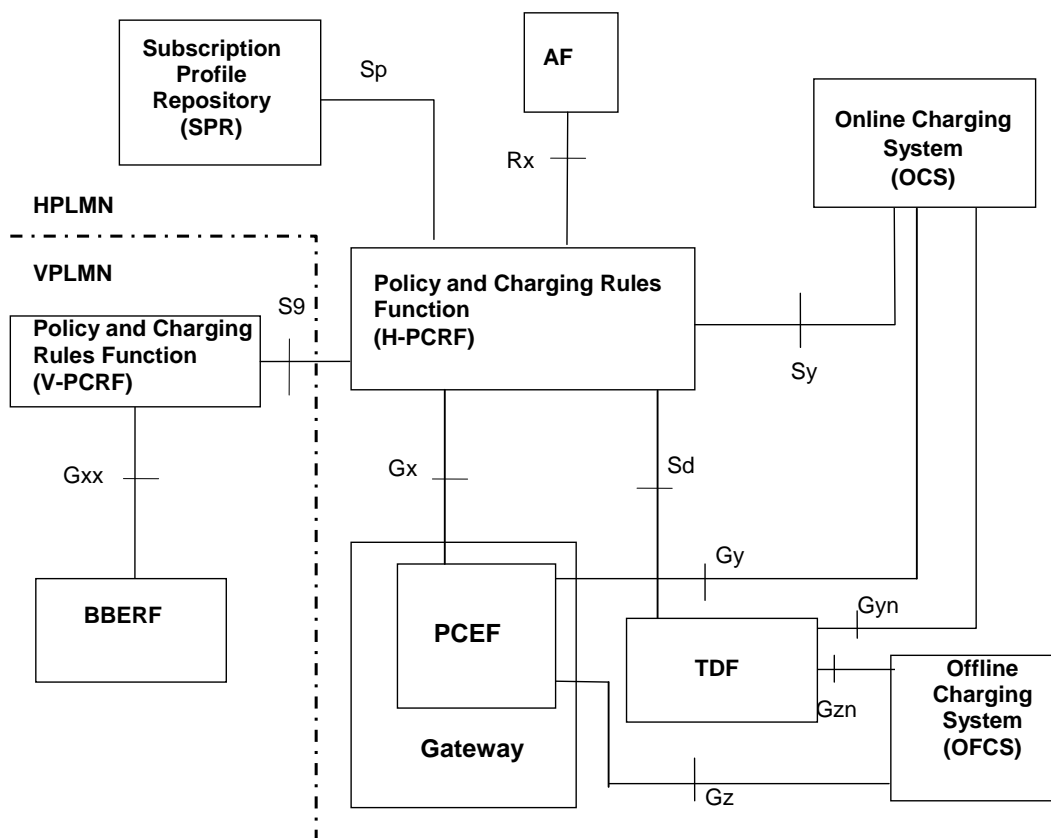 Subscription
Profile
Repository
(SPR)
Sp
AF
Rx
Online Charging
System
(OCS)
HPLMN
VPLMN
S9
Policy and Charging
Rules Function
(V-PCRF)
Policy and Charging Rules
Function
(H-PCRF)
Sy
Gxx
Gx
Sd
BBERF
PCEF
Gateway
Gy
Gyn
TDF
Gzn
Offline
Charging
System
(OFCS)
Gz